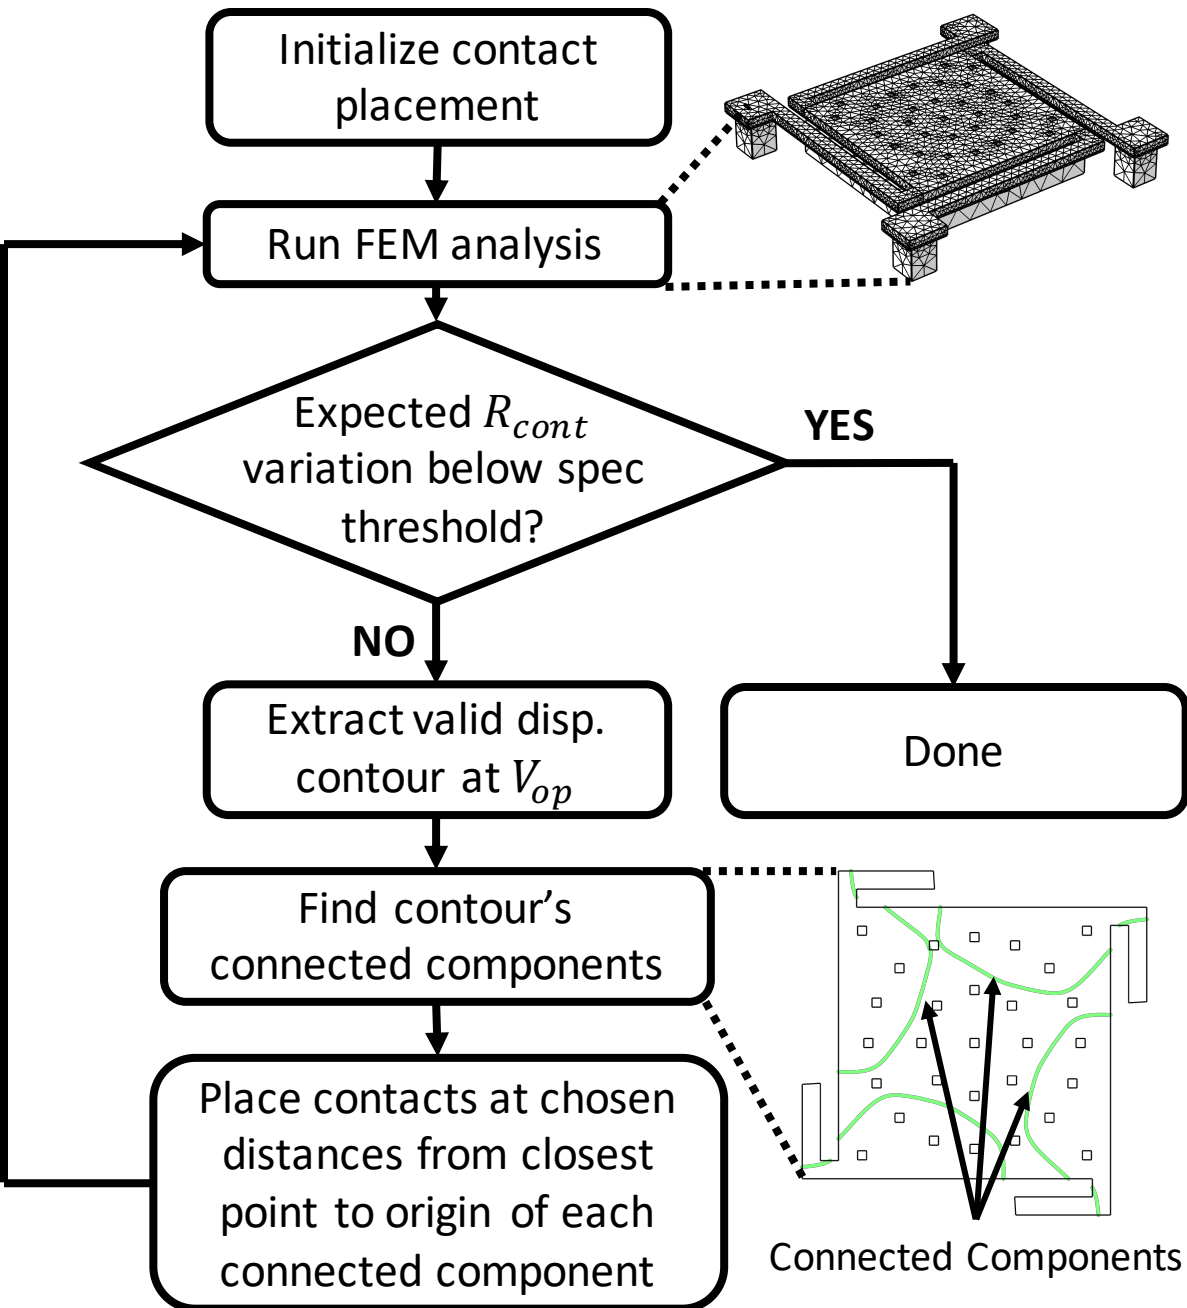 Initialize contact
placement
Run FEM analysis
Expected R_cont
variation below spec
threshold?
YES
NO
Extract valid disp.
contour at V_op
Done
Find contour’s
connected components
Place contacts at chosen
distances from closest
point to origin of each
connected component
Connected Components